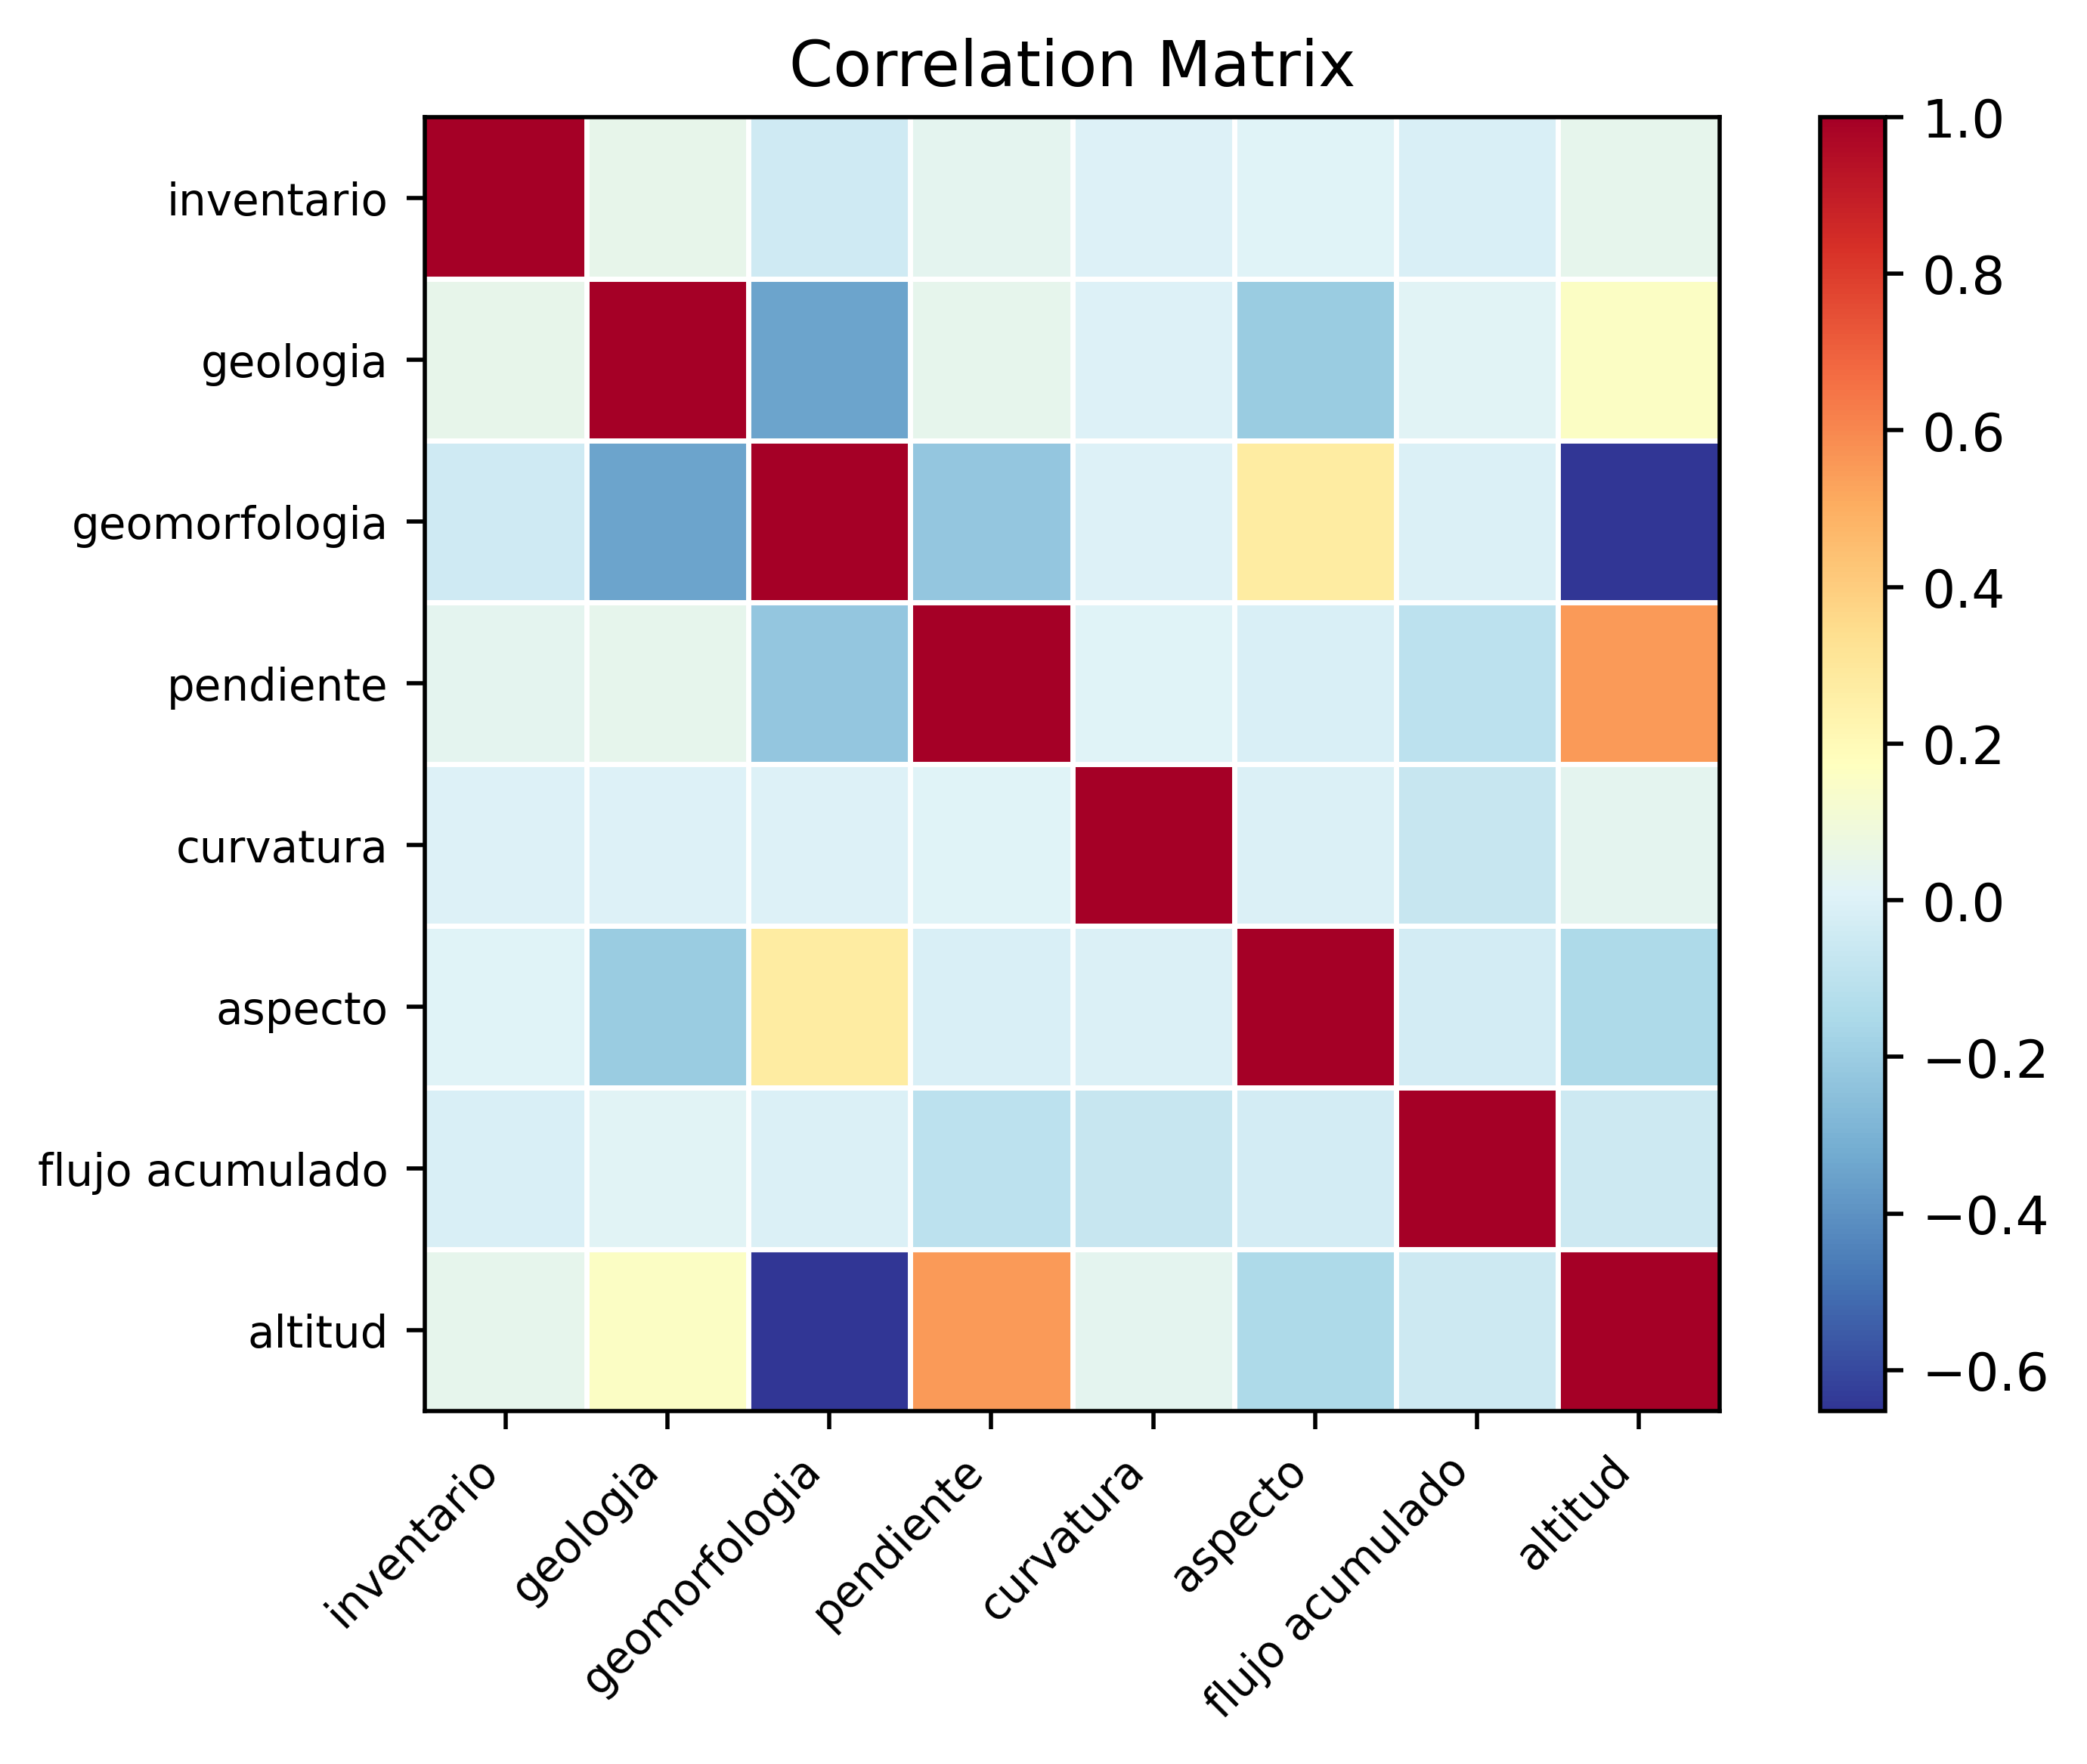 Correlation Matrix
inventario
geologia
geomorfologia
pendiente
curvatura
aspecto
flujo acumulado
altitud
inventario
geologia
geomorfologia
pendiente
curvatura
aspecto
flujo acumulado
altitud
1.0
0.8
0.6
0.4
0.2
0.0
−0.2
−0.4
−0.6